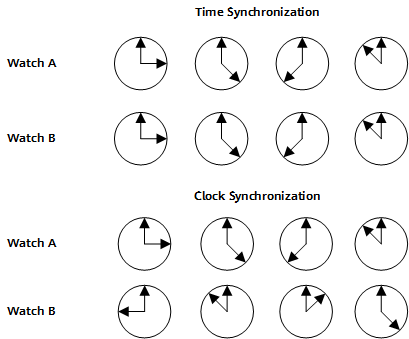 Time Synchronization
Watch A
Watch B
Clock Synchronization
Watch A
Watch B